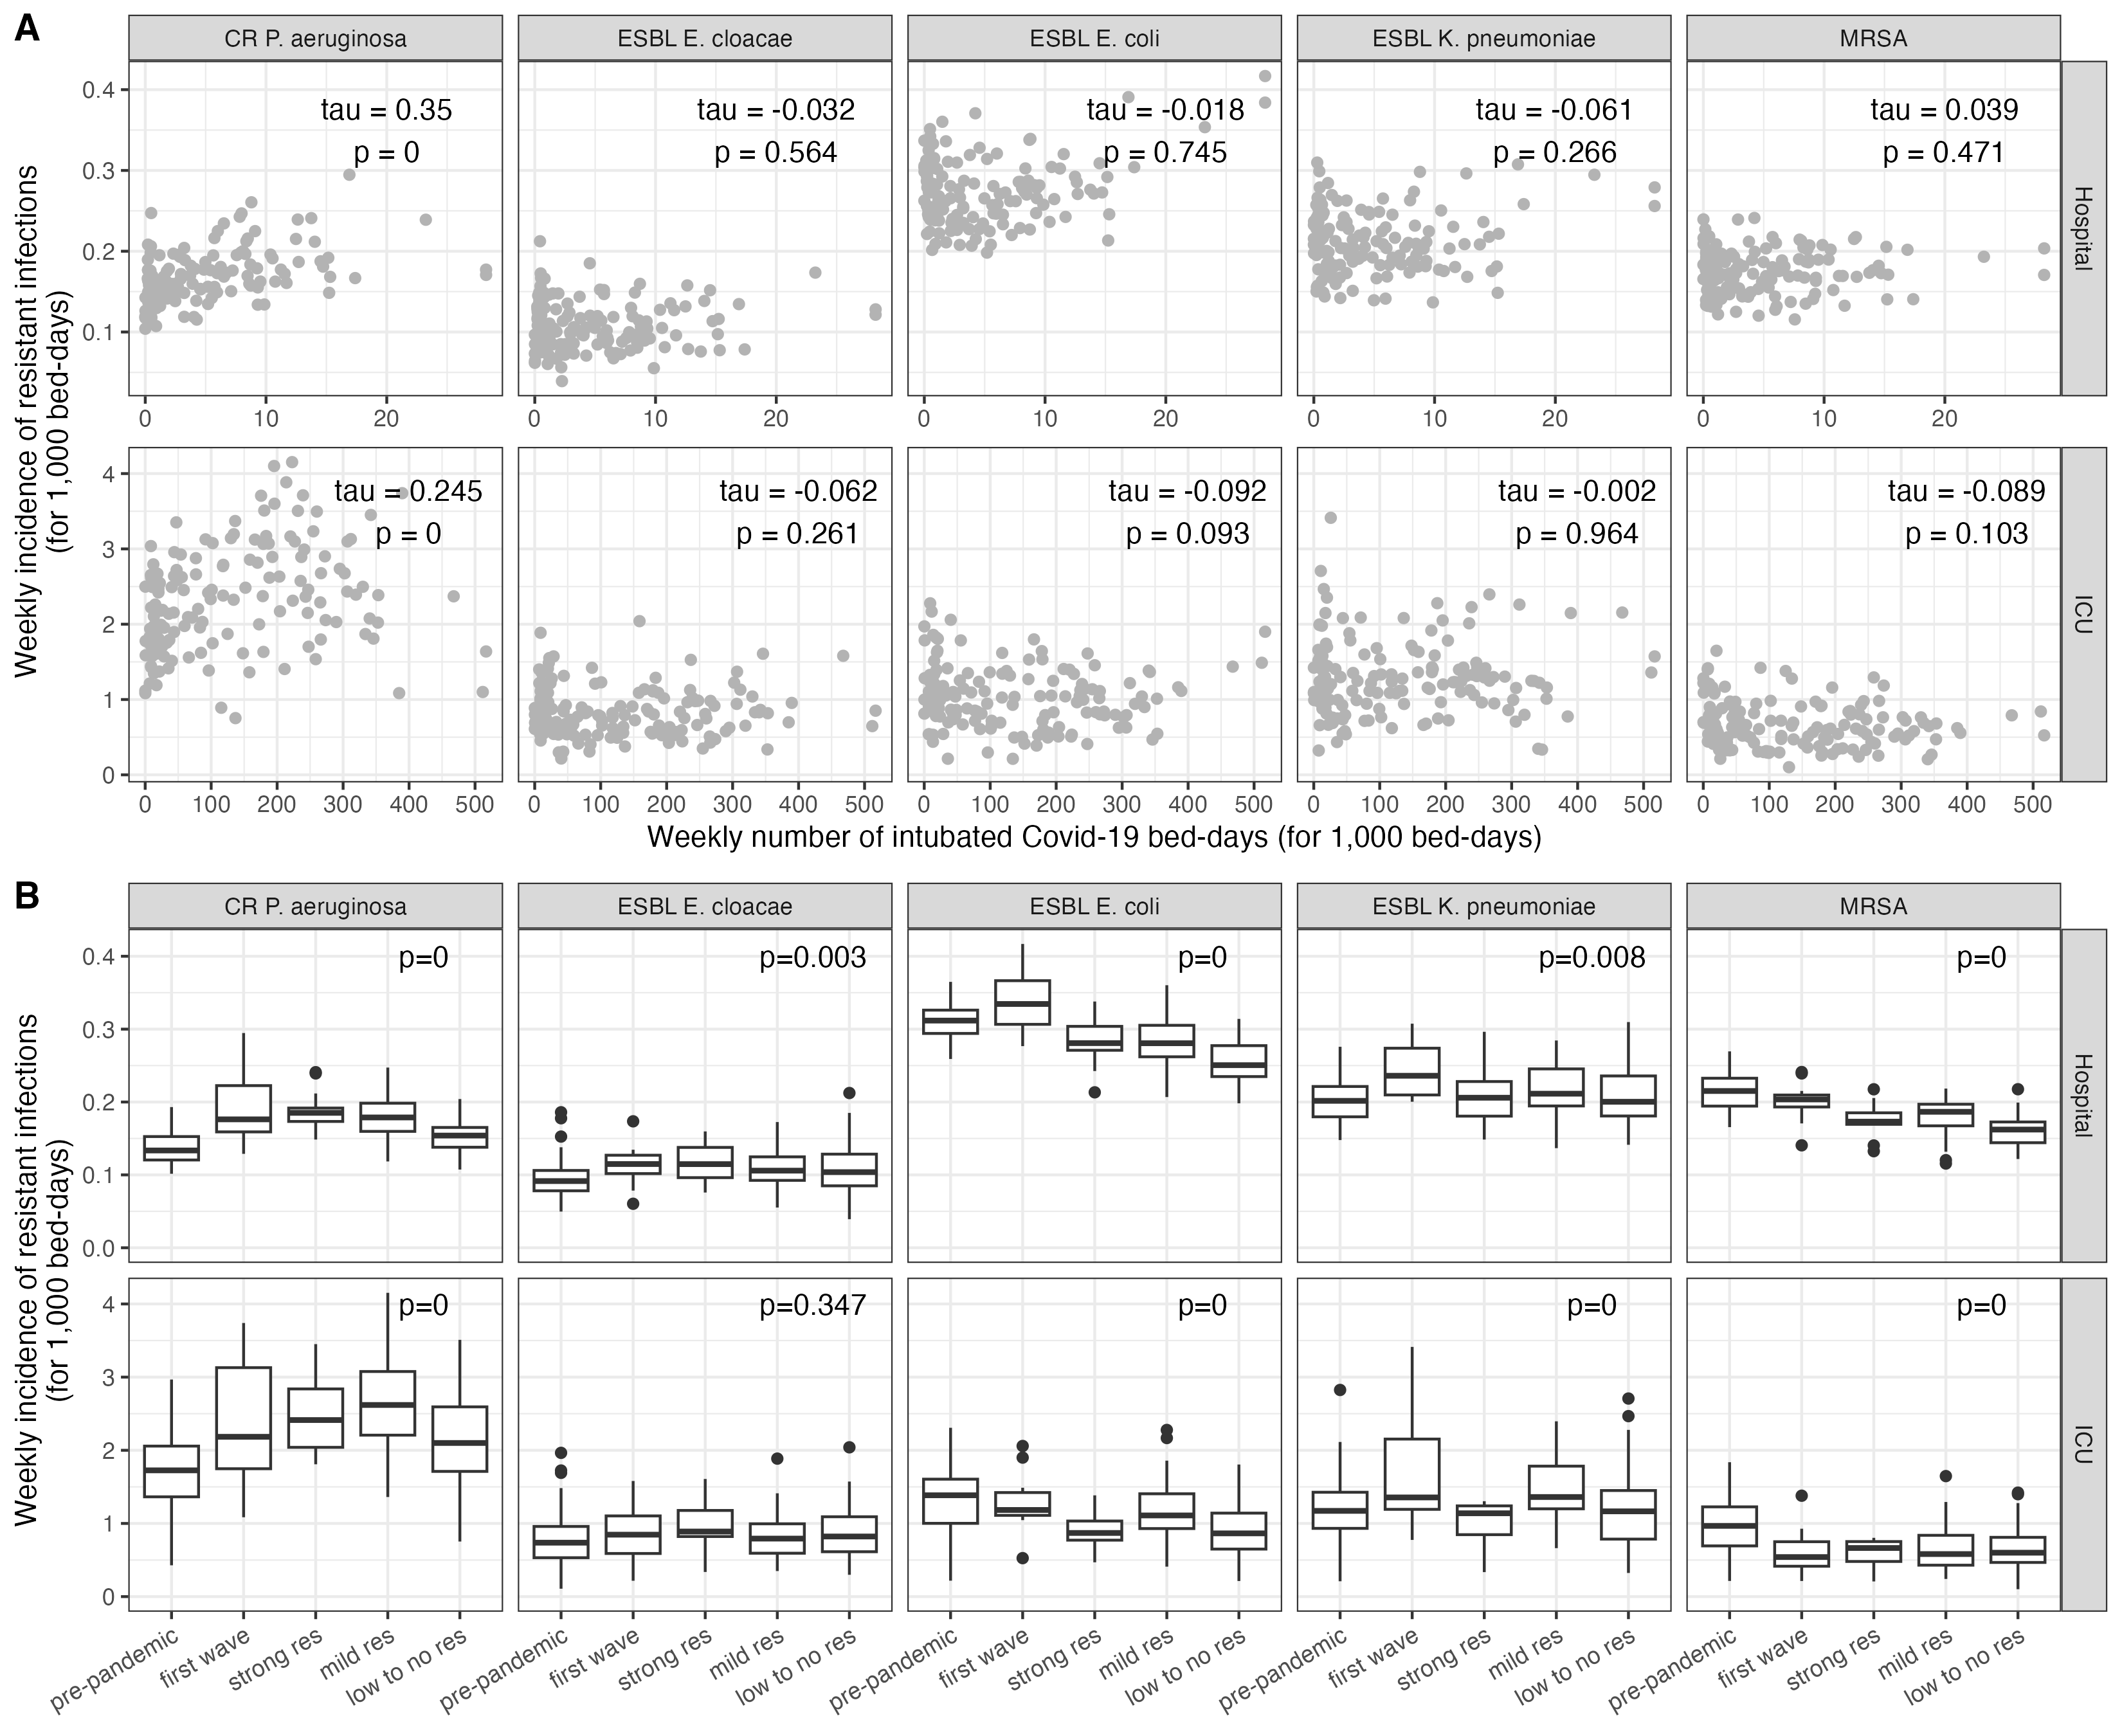 A
CR P. aeruginosa
ESBL E. cloacae
ESBL E. coli
ESBL K. pneumoniae
MRSA
Weekly incidence of resistant infections
(for 1,000 bed-days)
0.4
0.3
0.2
0.1
tau = 0.35
p = 0
tau = -0.032
p = 0.564
tau = -0.018
p = 0.745
tau = -0.061
p = 0.266
tau = 0.039
p = 0.471
Hospital
0 10 20
0 10 20
0 10 20
0 10 20
0 10 20
4
3
2
1
0
tau = 0.245
p = 0
tau = -0.062
p = 0.261
tau = -0.092
p = 0.093
tau = -0.002
p = 0.964
tau = -0.089
p = 0.103
ICU
0 100 200 300 400 500
0 100 200 300 400 500
0 100 200 300 400 500
0 100 200 300 400 500
0 100 200 300 400 500
Weekly number of intubated Covid-19 bed-days (for 1,000 bed-days)
B
CR P. aeruginosa
ESBL E. cloacae
ESBL E. coli
ESBL K. pneumoniae
MRSA
Weekly incidence of resistant infections
(for 1,000 bed-days)
0.4
0.3
0.2
0.1
0.0
p=0
p=0.003
p=0
p=0.008
p=0
Hospital
4
3
2
1
0
p=0
p=0.347
p=0
p=0
p=0
ICU
pre-pandemic
first wave
strong res
mild res
low to no res
pre-pandemic
first wave
strong res
mild res
low to no res
pre-pandemic
first wave
strong res
mild res
low to no res
pre-pandemic
first wave
strong res
mild res
low to no res
pre-pandemic
first wave
strong res
mild res
low to no res